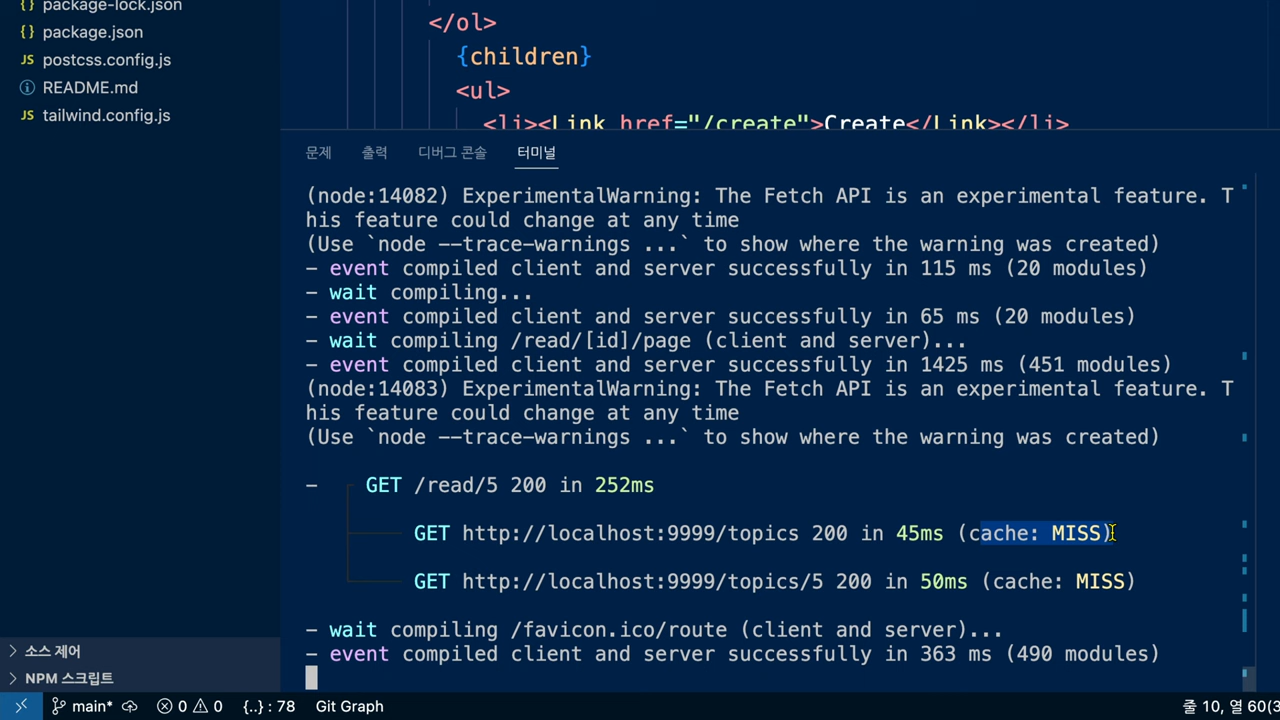 package-lock.json
package.json
postcss.config.js
README.md
tailwind.config.js
소스 제어
NPM 스크립트
</ol>
{children}
<ul>
<li><Link href="/create">Create</Link></li>
문제 출력 디버그 콘솔 터미널
(node:14082) ExperimentalWarning: The Fetch API is an experimental feature. T
his feature could change at any time
(Use `node --trace-warnings ...` to show where the warning was created)
- event compiled client and server successfully in 115 ms (20 modules)
- wait compiling...
- event compiled client and server successfully in 65 ms (20 modules)
- wait compiling /read/[id]/page (client and server)...
- event compiled client and server successfully in 1425 ms (451 modules)
(node:14083) ExperimentalWarning: The Fetch API is an experimental feature. T
his feature could change at any time
(Use `node --trace-warnings ...` to show where the warning was created)
- GET /read/5 200 in 252ms
GET http://localhost:9999/topics 200 in 45ms (cache: MISS)
GET http://localhost:9999/topics/5 200 in 50ms (cache: MISS)
- wait compiling /favicon.ico/route (client and server)...
- event compiled client and server successfully in 363 ms (490 modules)
main* 0 0 {..} : 78 Git Graph 줄 10, 열 60(3